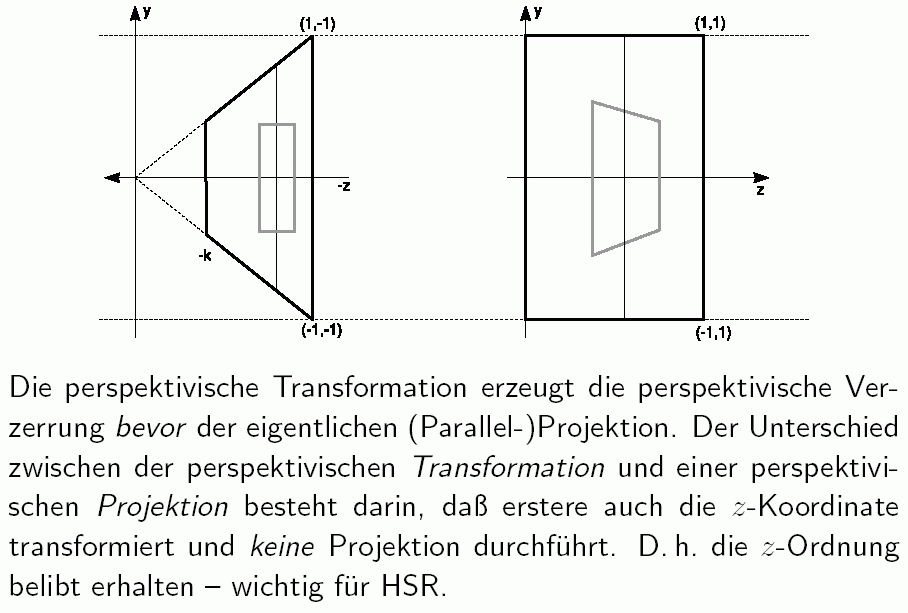 y
(1,-1)
y
(1,1)
-z
z
-k
(-1,-1)
(-1,1)
Die perspektivische Transformation erzeugt die perspektivische Ver-
zerrung bevor der eigentlichen (Parallel-)Projektion. Der Unterschied
zwischen der perspektivischen Transformation und einer perspektivi-
schen Projektion besteht darin, daß erstere auch die z-Koordinate
transformiert und keine Projektion durchführt. D. h. die z-Ordnung
belibt erhalten – wichtig für HSR.